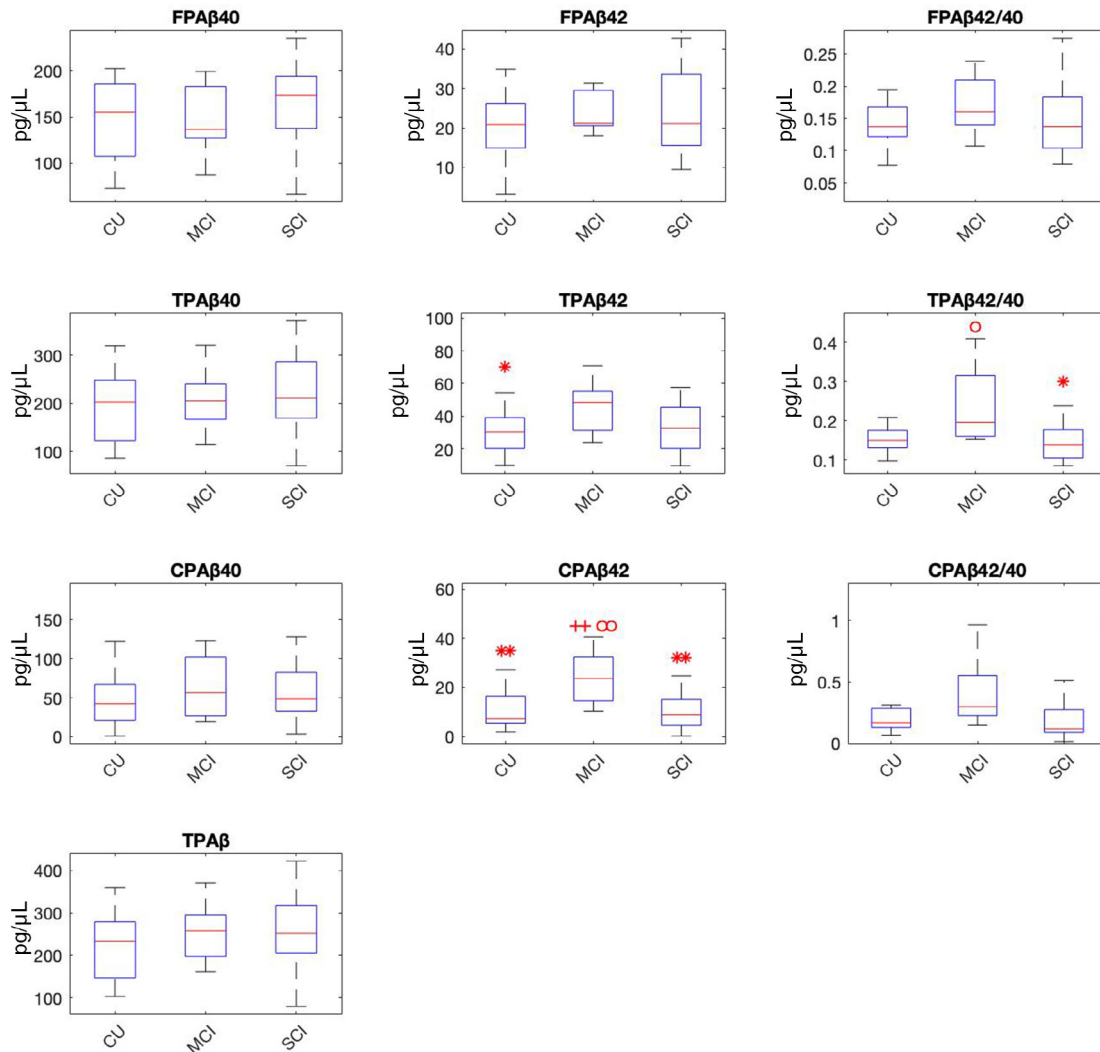 FPAβ40
pg/µL
200
150
100
CU
MCI
SCI
FPAβ42
pg/µL
40
30
20
10
CU
MCI
SCI
FPAβ42/40
pg/µL
0.25
0.2
0.15
0.1
0.05
CU
MCI
SCI
TPAβ40
pg/µL
300
200
100
CU
MCI
SCI
TPAβ42
pg/µL
100
80
60
40
20
CU
MCI
SCI
TPAβ42/40
pg/µL
0.4
0.3
0.2
0.1
CU
MCI
SCI
CPAβ40
pg/µL
150
100
50
0
CU
MCI
SCI
CPAβ42
pg/µL
60
40
20
0
CU
MCI
SCI
CPAβ42/40
pg/µL
1
0.5
0
CU
MCI
SCI
TPAβ
pg/µL
400
300
200
100
CU
MCI
SCI